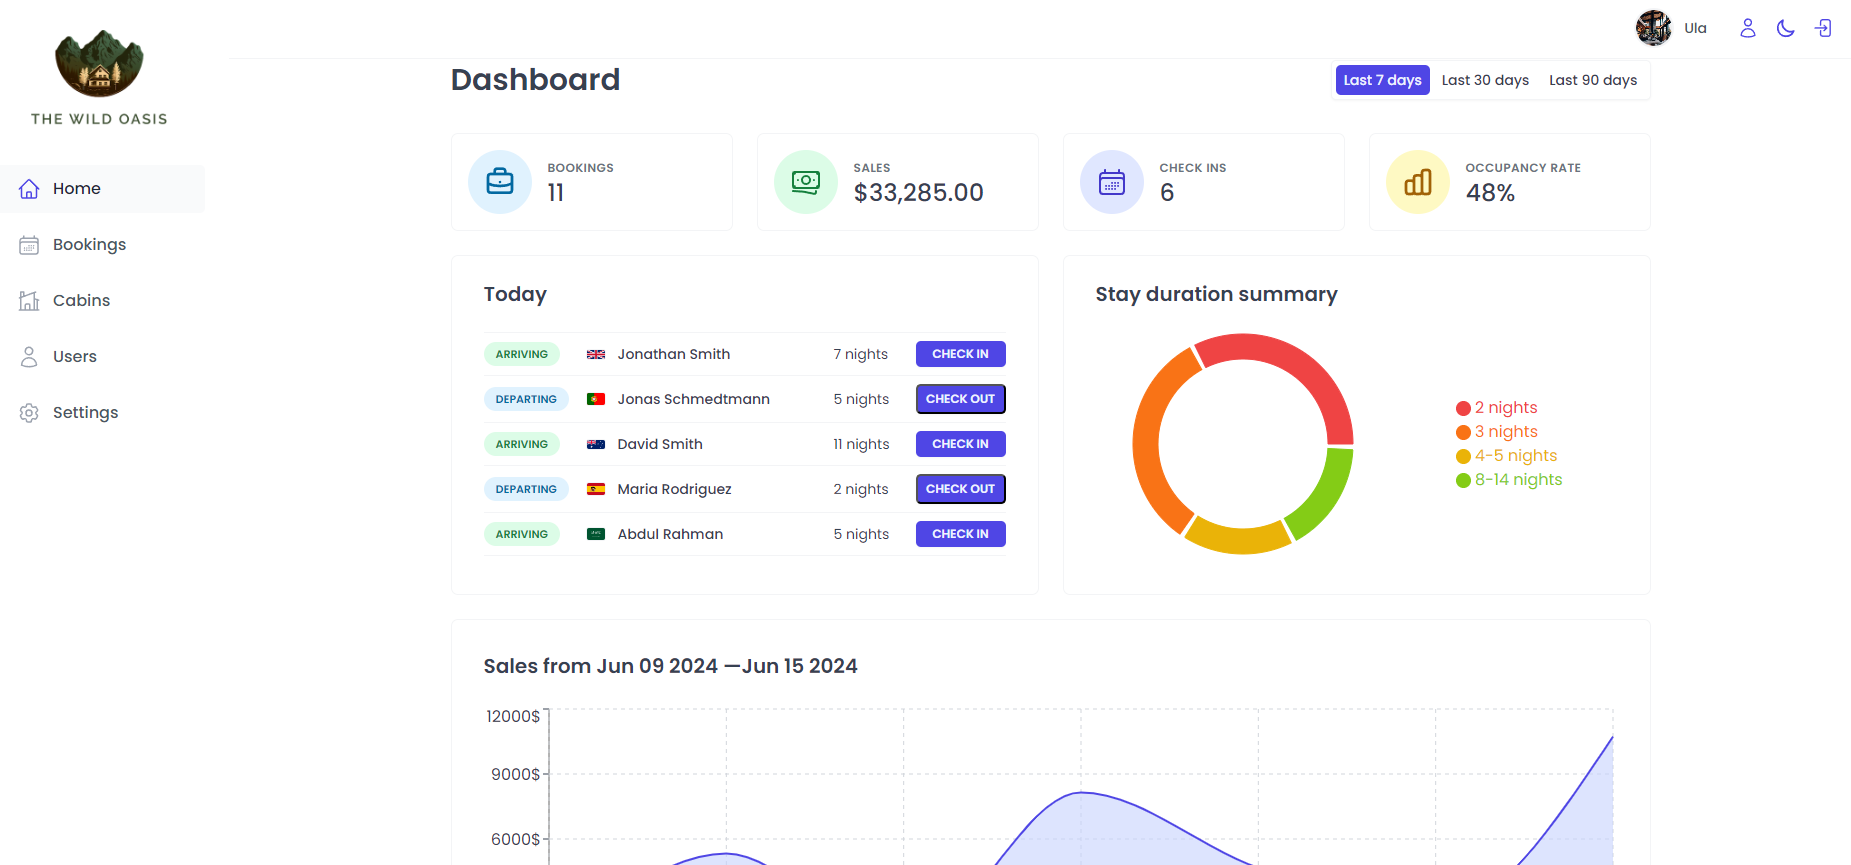 Ula
THE WILD OASIS
Home
Bookings
Cabins
Users
Settings
Dashboard
Last 7 days Last 30 days Last 90 days
BOOKINGS
11
SALES
$33,285.00
CHECK INS
6
OCCUPANCY RATE
48%
Today
ARRIVING Jonathan Smith 7 nights CHECK IN
DEPARTING Jonas Schmedtmann 5 nights CHECK OUT
ARRIVING David Smith 11 nights CHECK IN
DEPARTING Maria Rodriguez 2 nights CHECK OUT
ARRIVING Abdul Rahman 5 nights CHECK IN
Stay duration summary
2 nights
3 nights
4-5 nights
8-14 nights
Sales from Jun 09 2024 —Jun 15 2024
12000$
9000$
6000$